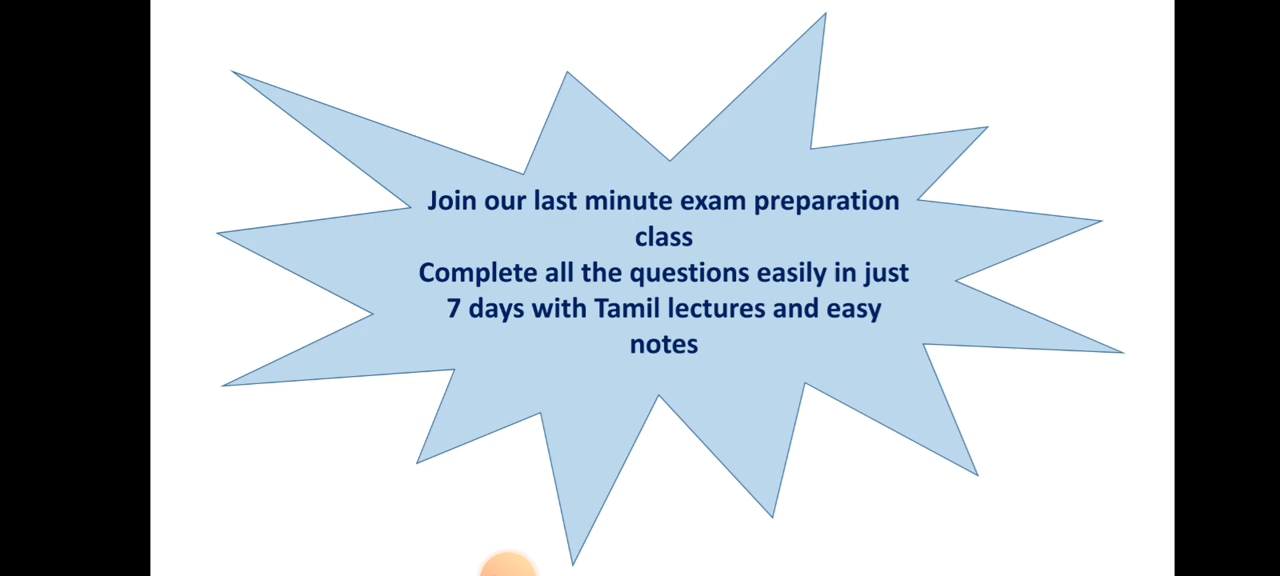 Join our last minute exam preparation
class
Complete all the questions easily in just
7 days with Tamil lectures and easy
notes